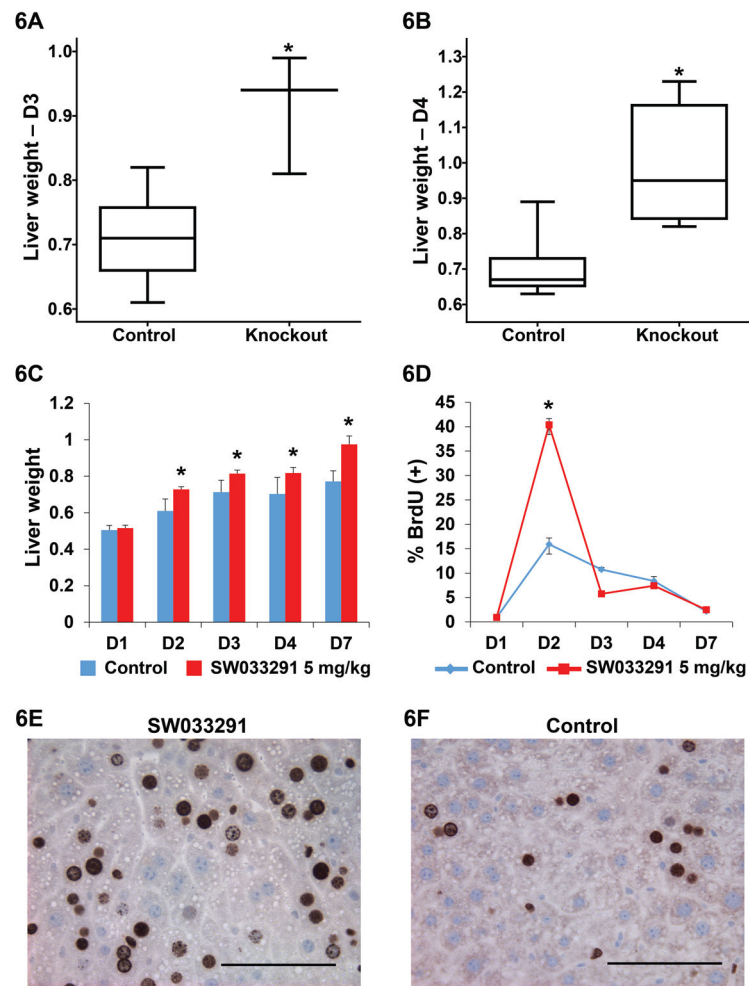 6A
Liver weight – D3
1.0
0.9
0.8
0.7
0.6
*
Control
Knockout
6B
Liver weight – D4
1.3
1.2
1.1
1.0
0.9
0.8
0.7
0.6
*
Control
Knockout
6C
Liver weight
1.2
1
0.8
0.6
0.4
0.2
0
* * * *
D1 D2 D3 D4 D7
Control SW033291 5 mg/kg
6D
% BrdU (+)
45
40
35
30
25
20
15
10
5
0
*
D1 D2 D3 D4 D7
Control SW033291 5 mg/kg
6E
SW033291
6F
Control